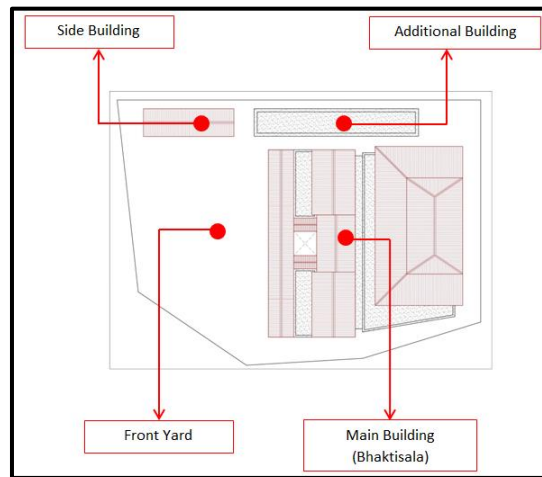 Side Building
Additional Building
Front Yard
Main Building
(Bhaktisala)